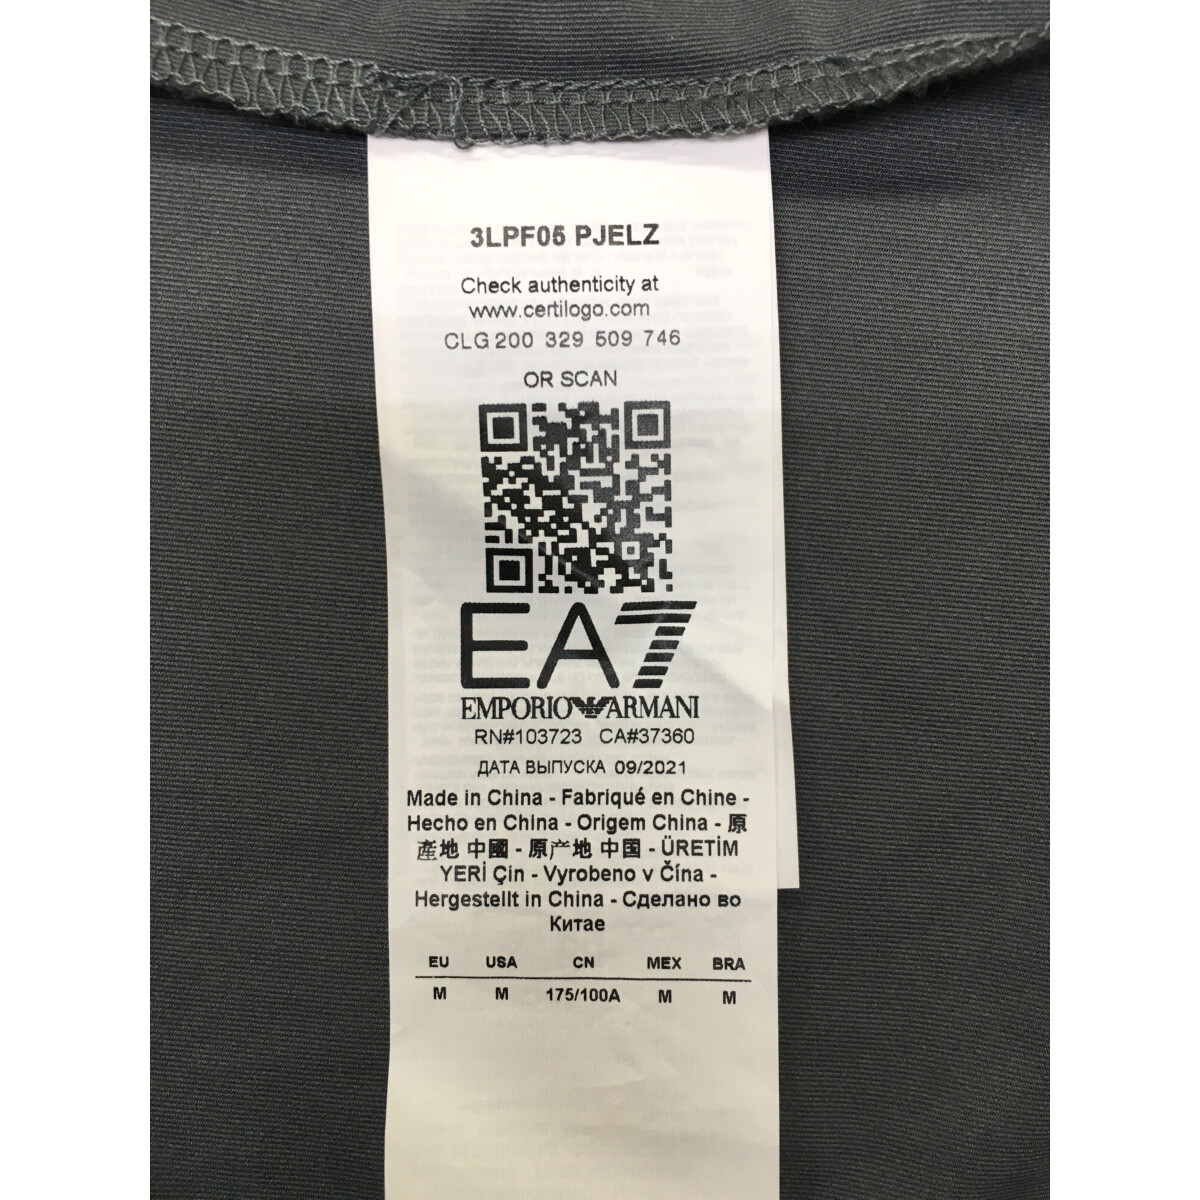 3LPF05 PJELZ
Check authenticity at
www.certilogo.com
CLG 200 329 509 746
OR SCAN
EA7
EMPORIO ARMANI
RN#103723 CA#37360
ДАТА ВЫПУСКА 09/2021
Made in China - Fabriqué en Chine -
Hecho en China - Origem China - 原
產地 中國 - 原产地 中国 - ÜRETİM
YERİ Çin - Vyrobeno v Čína -
Hergestellt in China - Сделано во
Китае
EU USA CN MEX BRA
M M 175/100A M M